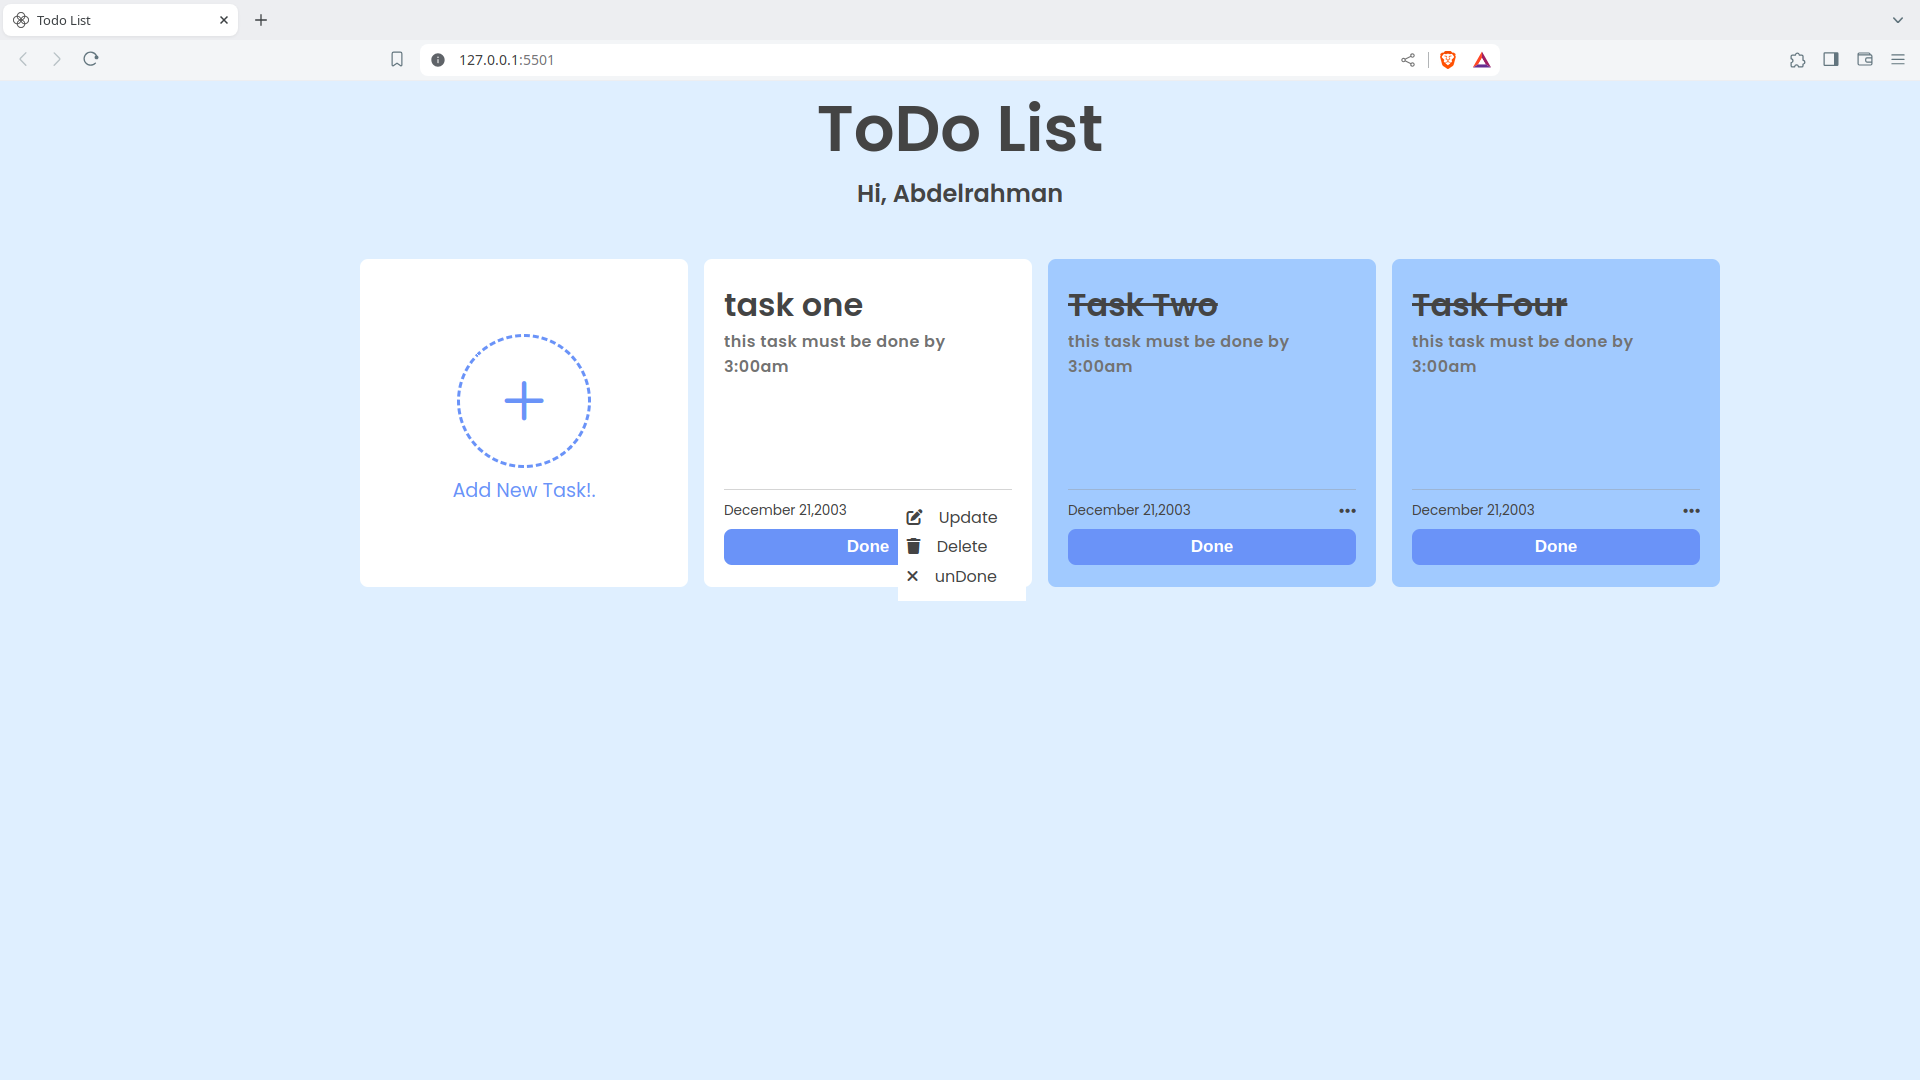 Todo List
127.0.0.1:5501
ToDo List
Hi, Abdelrahman
Add New Task!.
task one
this task must be done by
3:00am
December 21,2003
Done
Update
Delete
unDone
Task Two
this task must be done by
3:00am
December 21,2003
Done
Task Four
this task must be done by
3:00am
December 21,2003
Done